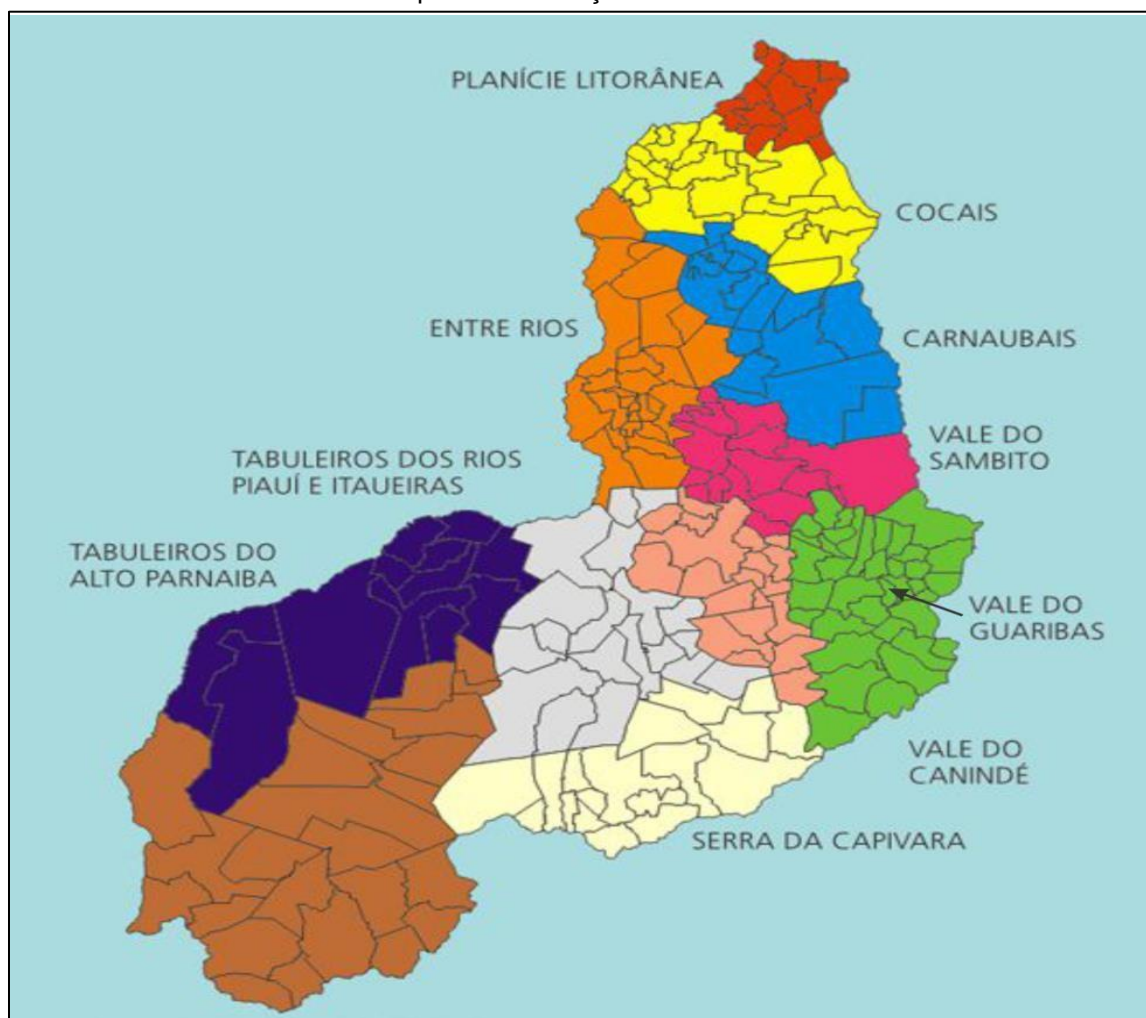 PLANÍCIE LITORÂNEA
COCAIS
ENTRE RIOS
CARNAUBAIS
VALE DO
SAMBITO
TABULEIROS DOS RIOS
PIAUÍ E ITAUEIRAS
TABULEIROS DO
ALTO PARNAIBA
VALE DO
GUARIBAS
VALE DO
CANINDÉ
SERRA DA CAPIVARA